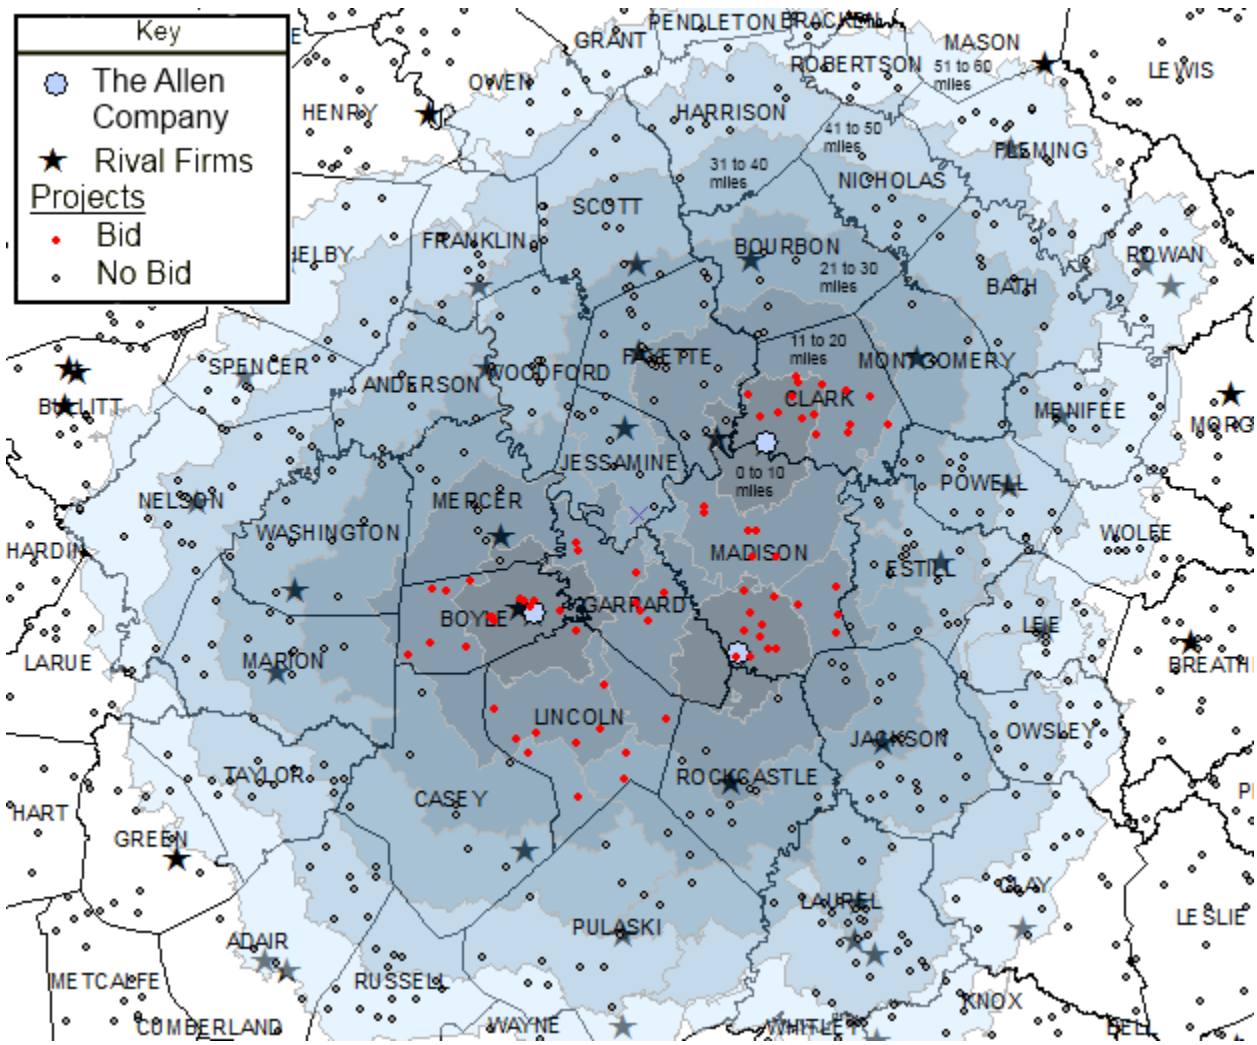 Key
The Allen
Company
Rival Firms
Projects
Bid
No Bid
PENDLETON
BRACKEN
GRANT
MASON
OWEN
ROBERTSON
51 to 60
miles
LEWIS
HENRY
HARRISON
41 to 50
miles
FLEMING
31 to 40
miles
NICHOLAS
SCOTT
FRANKLIN
BOURBON
ELBY
ROWAN
21 to 30
miles
BATH
11 to 20
miles
FAYETTE
MONTGOMERY
SPENCER
ANDERSON
WOODFORD
CLARK
BULLITT
MENIFEE
MORG
JESSAMINE
0 to 10
miles
POWELL
NELSON
MERCER
WASHINGTON
WOLFE
HARDIN
MADISON
ESTILL
GARRARD
BOYLE
LEE
LARUE
MARION
BREATHI
LINCOLN
OWSLEY
JACKSON
TAYLOR
ROCKCASTLE
CASEY
HART
GREEN
CLAY
LAUREL
LESLIE
PULASKI
ADAIR
METCALFE
RUSSELL
KNOX
CUMBERLAND
WAYNE
WHITLEY
BELL